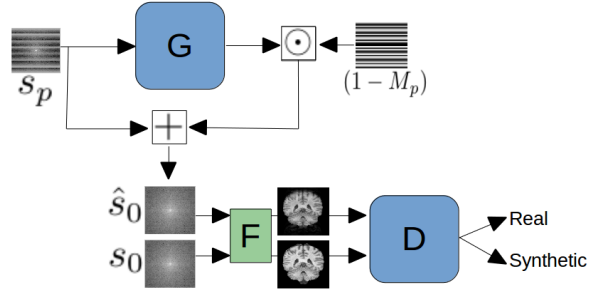 G
⊙
s_p
(1 − M_p)
+
ŝ_0
s_0
F
D
Real
Synthetic